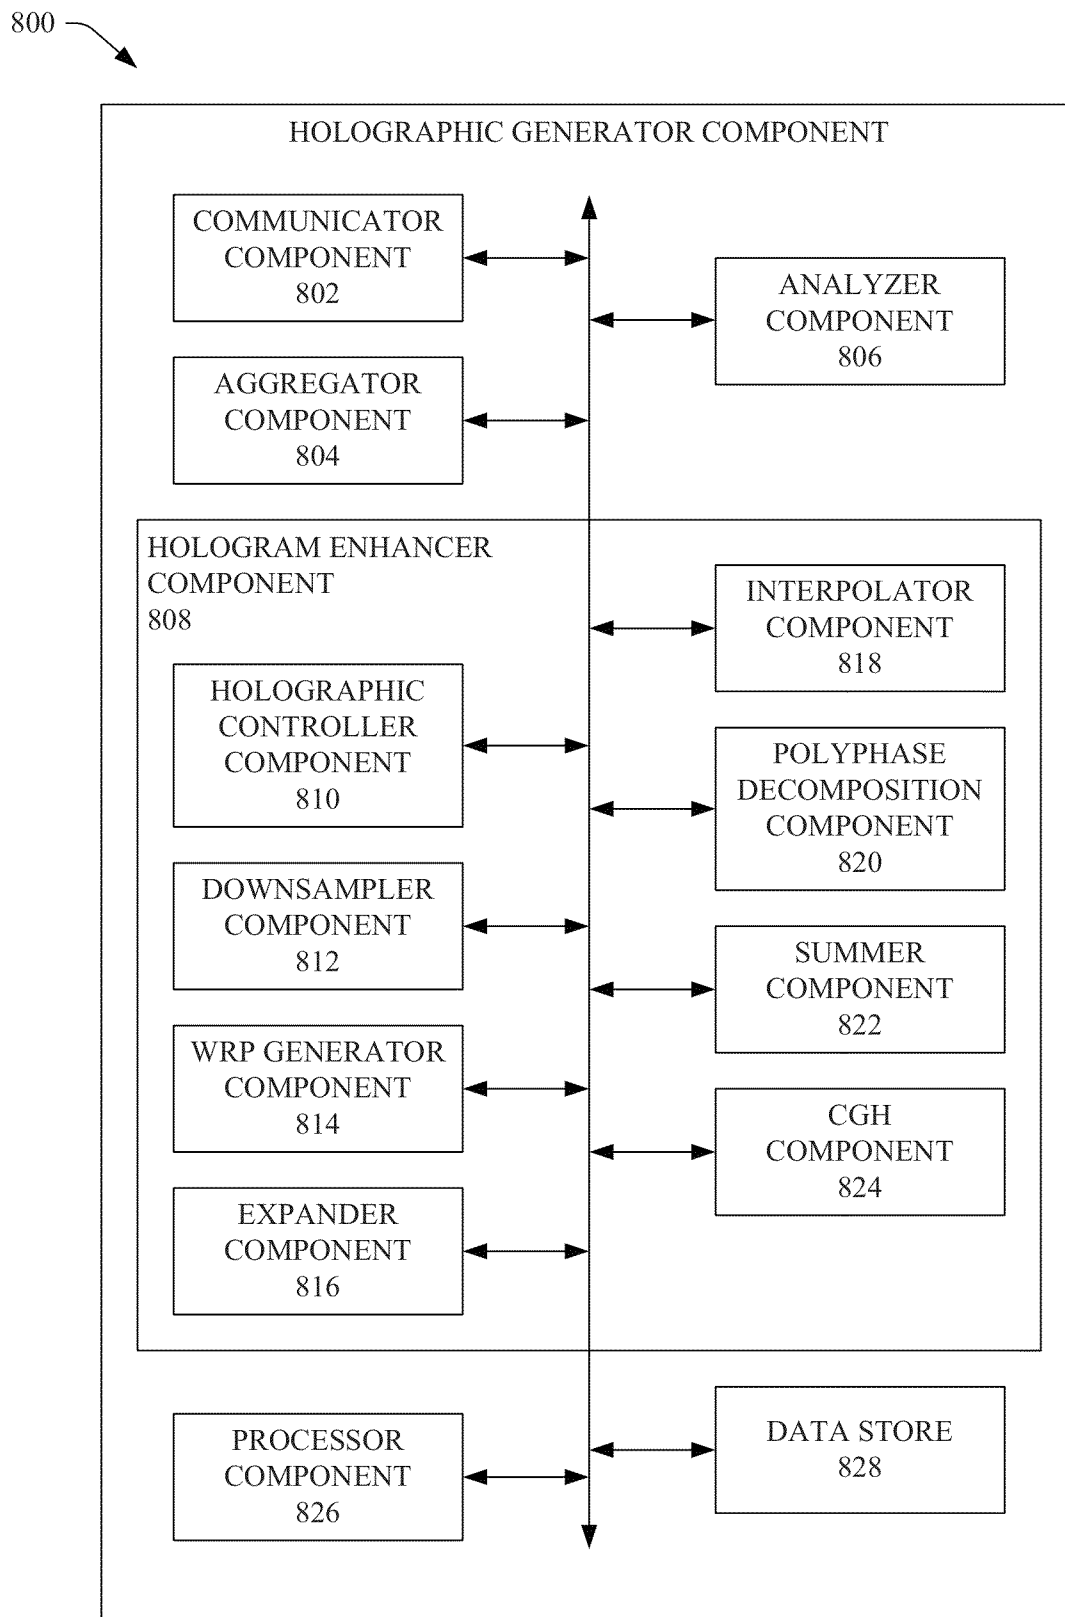 800
HOLOGRAPHIC GENERATOR COMPONENT
COMMUNICATOR
COMPONENT
802
ANALYZER
COMPONENT
806
AGGREGATOR
COMPONENT
804
HOLOGRAM ENHANCER
COMPONENT
808
INTERPOLATOR
COMPONENT
818
HOLOGRAPHIC
CONTROLLER
COMPONENT
810
POLYPHASE
DECOMPOSITION
COMPONENT
820
DOWNSAMPLER
COMPONENT
812
SUMMER
COMPONENT
822
WRP GENERATOR
COMPONENT
814
CGH
COMPONENT
824
EXPANDER
COMPONENT
816
PROCESSOR
COMPONENT
826
DATA STORE
828